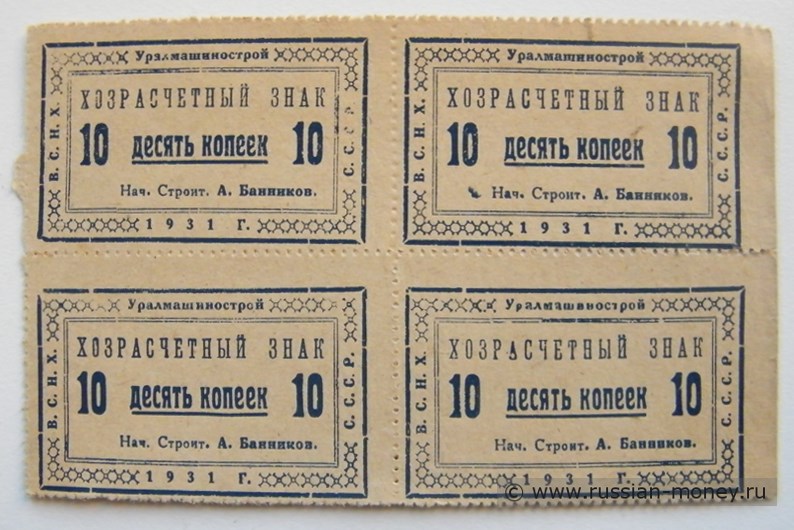 Уралмашинострой
ХОЗРАСЧЕТНЫЙ ЗНАК
10 десять копеек 10
Нач. Строит. А. Банников.
1931 Г.
В. С. Н. Х.
С. С. С. Р.
Уралмашинострой
ХОЗРАСЧЕТНЫЙ ЗНАК
10 десять копеек 10
Нач. Строит. А. Банников.
1931 Г.
В. С. Н. Х.
С. С. С. Р.
Уралмашинострой
ХОЗРАСЧЕТНЫЙ ЗНАК
10 десять копеек 10
Нач. Строит. А. Банников.
1931 Г.
В. С. Н. Х.
С. С. С. Р.
Уралмашинострой
ХОЗРАСЧЕТНЫЙ ЗНАК
10 десять копеек 10
Нач. Строит. А. Банников.
1931 Г.
В. С. Н. Х.
С. С. С. Р.
© www.russian-money.ru